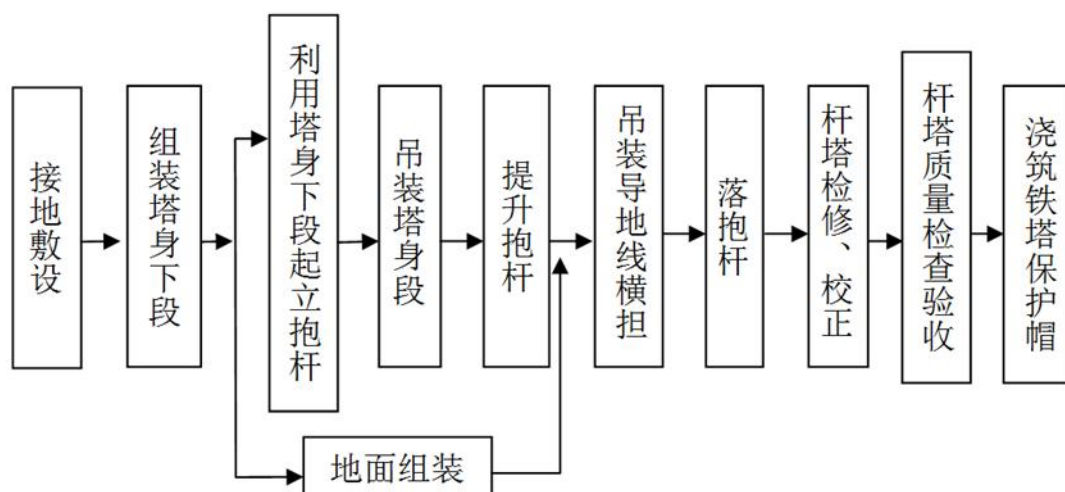 接地敷设
组装塔身下段
利用塔身下段起立抱杆
吊装塔身段
提升抱杆
吊装导地线横担
落抱杆
杆塔检修、校正
杆塔质量检查验收
浇筑铁塔保护帽
地面组装